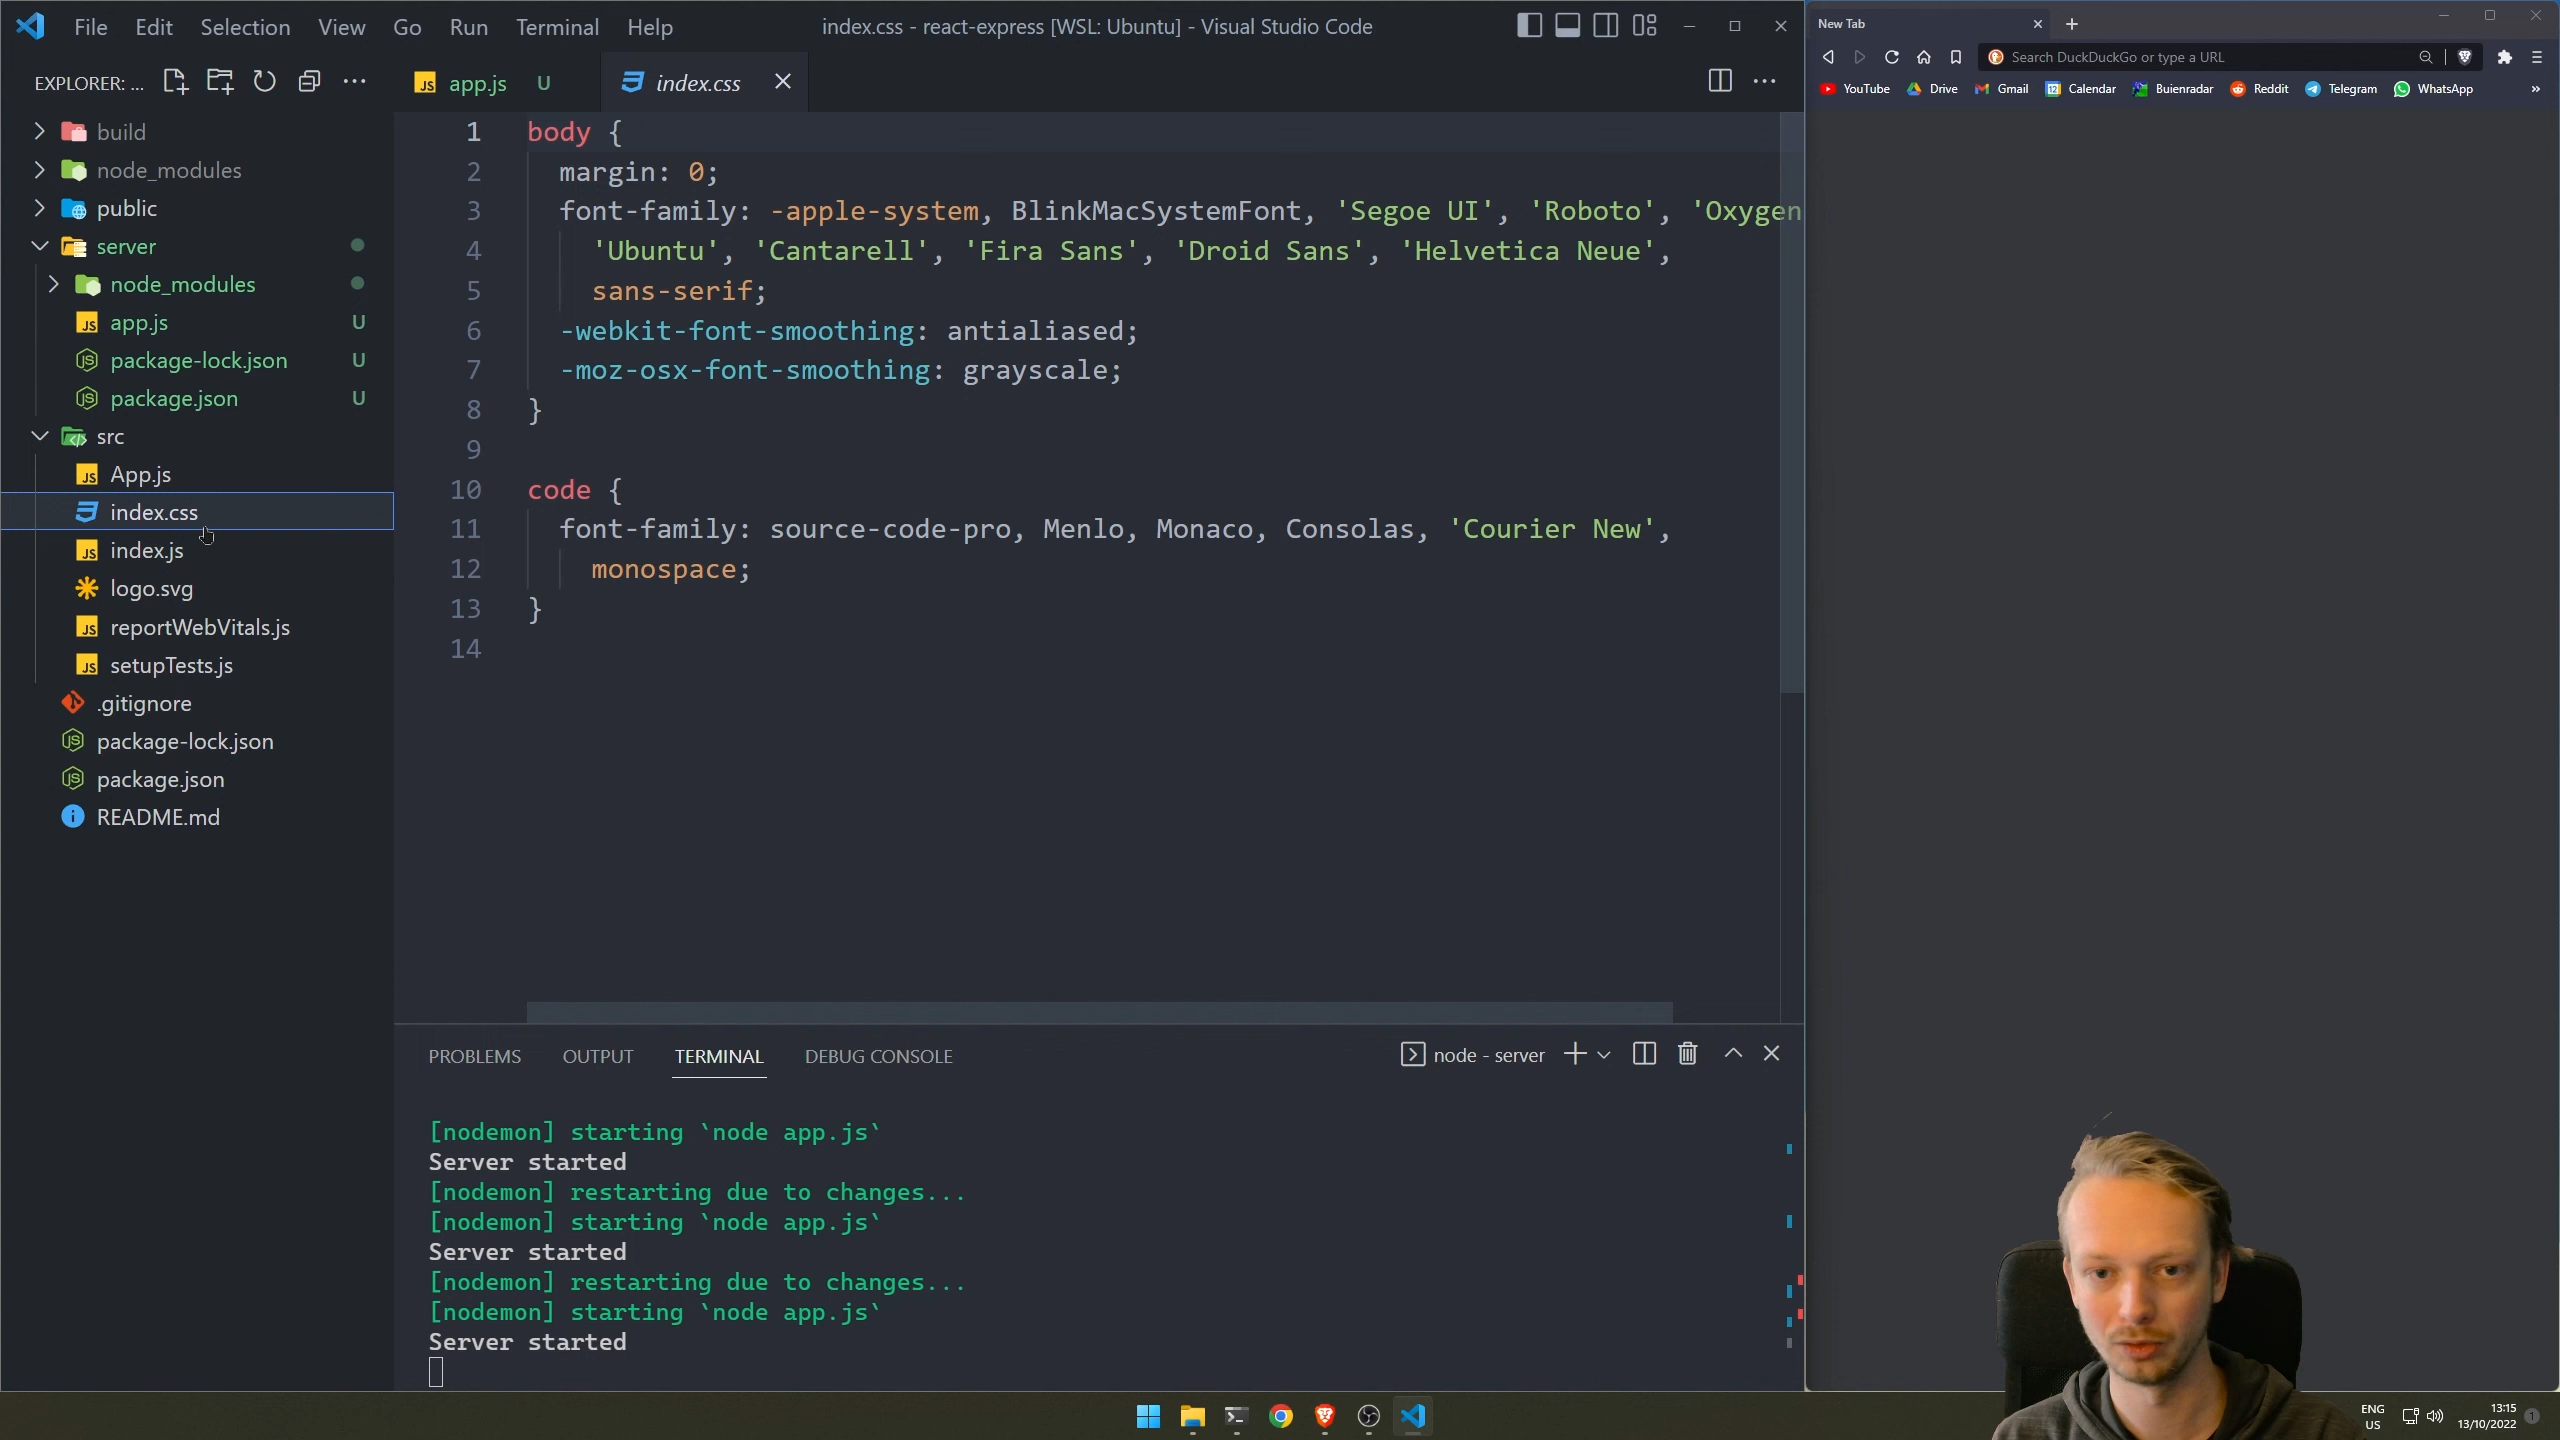 File Edit Selection View Go Run Terminal Help
index.css - react-express [WSL: Ubuntu] - Visual Studio Code
EXPLORER: ...
build
node_modules
public
server
node_modules
app.js U
package-lock.json U
package.json U
src
App.js
index.css
index.js
logo.svg
reportWebVitals.js
setupTests.js
.gitignore
package-lock.json
package.json
README.md
app.js U
index.css
1 body {
2 margin: 0;
3 font-family: -apple-system, BlinkMacSystemFont, 'Segoe UI', 'Roboto', 'Oxygen
4 'Ubuntu', 'Cantarell', 'Fira Sans', 'Droid Sans', 'Helvetica Neue',
5 sans-serif;
6 -webkit-font-smoothing: antialiased;
7 -moz-osx-font-smoothing: grayscale;
8 }
9
10 code {
11 font-family: source-code-pro, Menlo, Monaco, Consolas, 'Courier New',
12 monospace;
13 }
14
PROBLEMS OUTPUT TERMINAL DEBUG CONSOLE
node - server
[nodemon] starting `node app.js`
Server started
[nodemon] restarting due to changes...
[nodemon] starting `node app.js`
Server started
[nodemon] restarting due to changes...
[nodemon] starting `node app.js`
Server started
New Tab
Search DuckDuckGo or type a URL
YouTube Drive Gmail Calendar Buienradar Reddit Telegram WhatsApp
ENG
US
13:15
13/10/2022
1